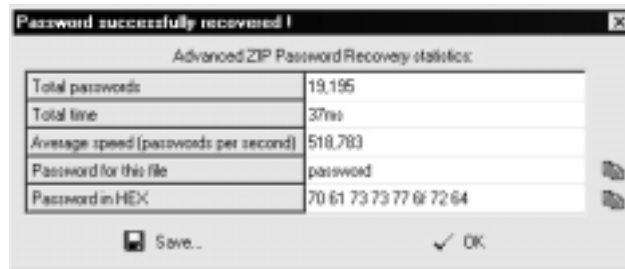 Password successfully recovered !
Advanced ZIP Password Recovery statistics:
Total passwords 19,195
Total time 37ms
Average speed (passwords per second) 518,783
Password for this file password
Password in HEX 70 61 73 73 77 6f 72 64
Save... OK